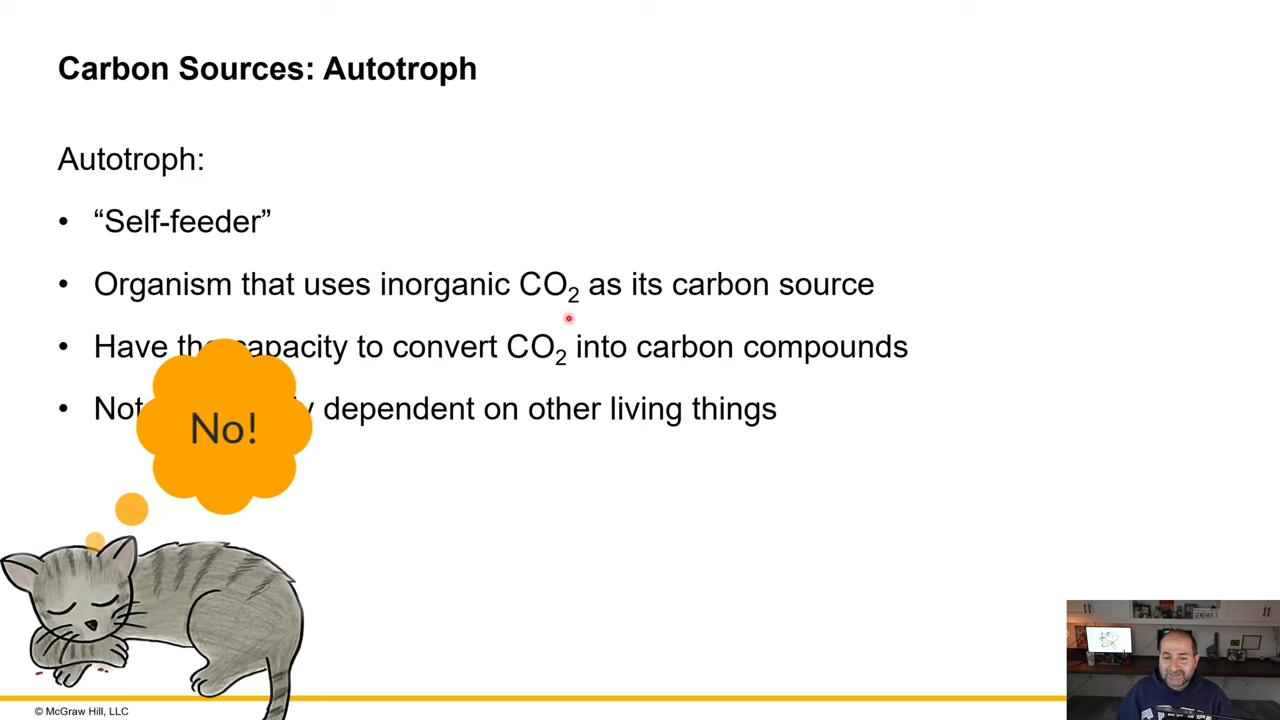 Carbon Sources: Autotroph
Autotroph:
• “Self-feeder”
• Organism that uses inorganic CO₂ as its carbon source
• Have the capacity to convert CO₂ into carbon compounds
• Not dependent on other living things
No!
© McGraw Hill, LLC